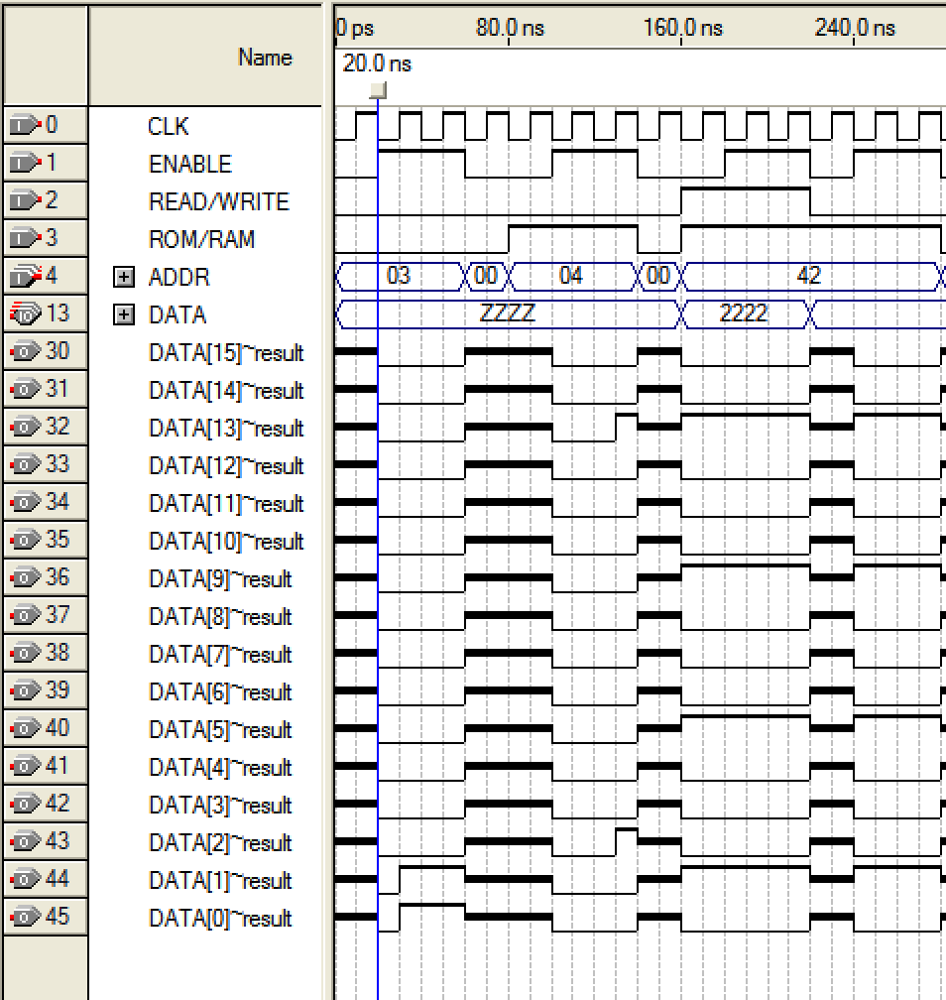 Name
0 ps 80.0 ns 160.0 ns 240.0 ns
20.0 ns
0 CLK
1 ENABLE
2 READ/WRITE
3 ROM/RAM
4 ADDR 03 00 04 00 42
13 DATA ZZZZ 2222
30 DATA[15]~result
31 DATA[14]~result
32 DATA[13]~result
33 DATA[12]~result
34 DATA[11]~result
35 DATA[10]~result
36 DATA[9]~result
37 DATA[8]~result
38 DATA[7]~result
39 DATA[6]~result
40 DATA[5]~result
41 DATA[4]~result
42 DATA[3]~result
43 DATA[2]~result
44 DATA[1]~result
45 DATA[0]~result